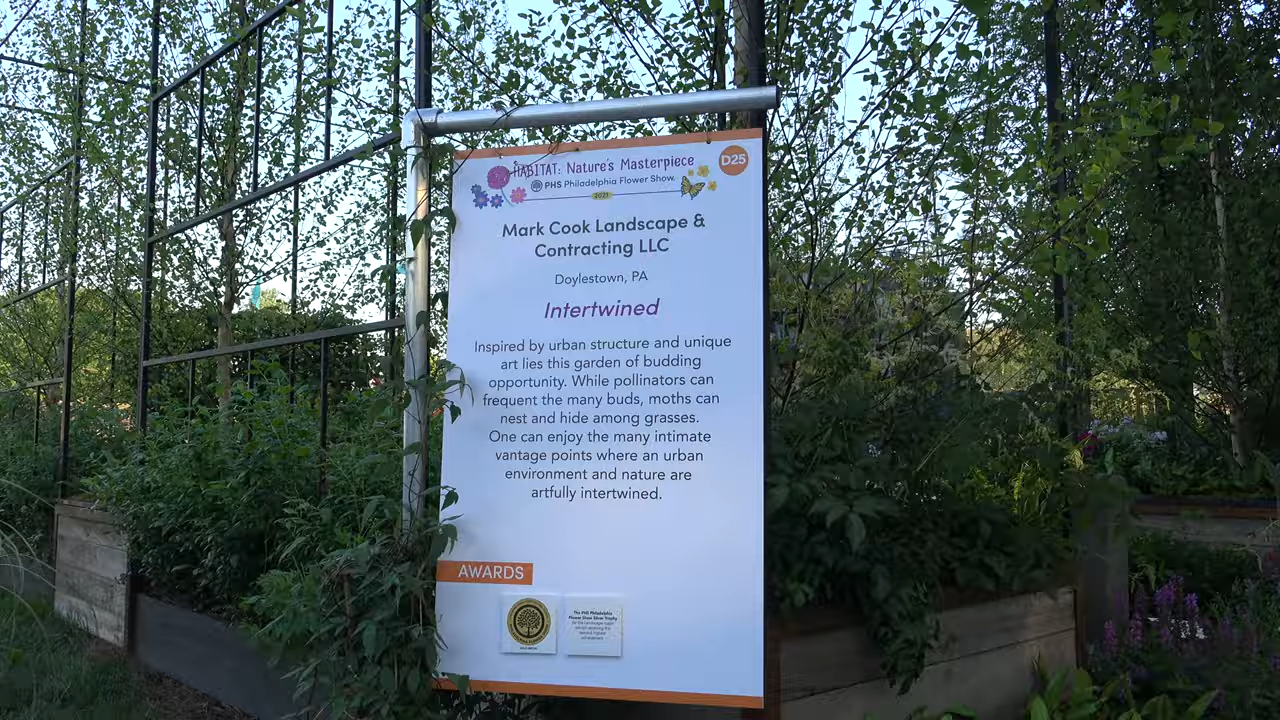 HABITAT: Nature's Masterpiece
D25
PHS Philadelphia Flower Show.
2021
Mark Cook Landscape &
Contracting LLC
Doylestown, PA
Intertwined
Inspired by urban structure and unique
art lies this garden of budding
opportunity. While pollinators can
frequent the many buds, moths can
nest and hide among grasses.
One can enjoy the many intimate
vantage points where an urban
environment and nature are
artfully intertwined.
AWARDS
The PHS Philadelphia
Flower Show Silver Trophy